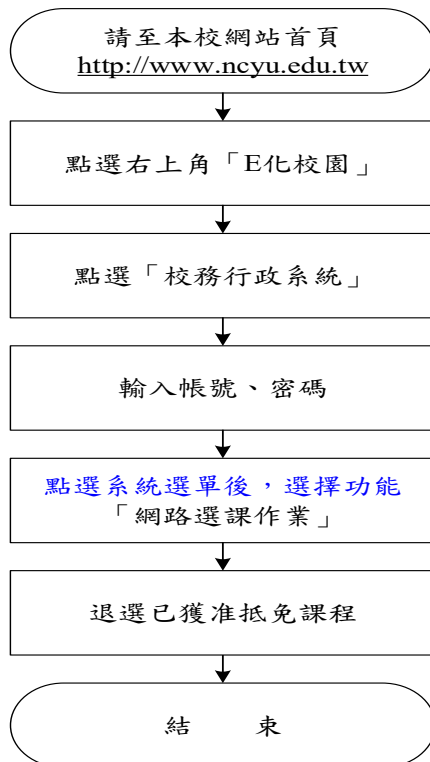 請至本校網站首頁
http://www.ncyu.edu.tw
點選右上角「E化校園」
點選「校務行政系統」
輸入帳號、密碼
點選系統選單後，選擇功能
「網路選課作業」
退選已獲准抵免課程
結　　束